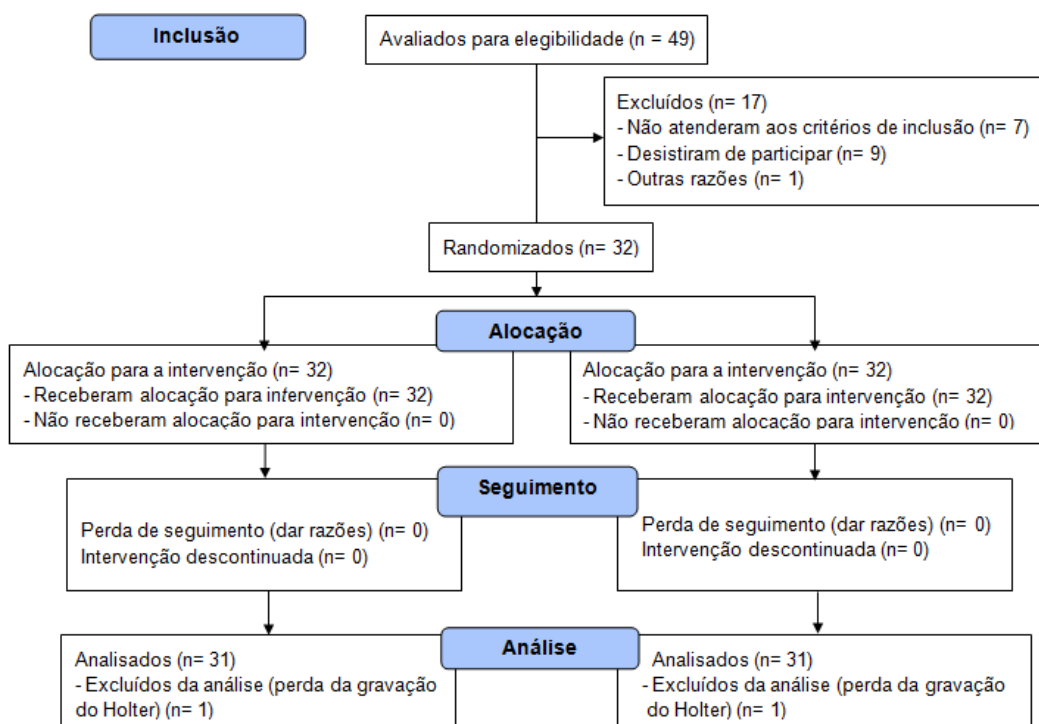 Inclusão
Avaliados para elegibilidade (n = 49)
Excluídos (n= 17)
- Não atenderam aos critérios de inclusão (n= 7)
- Desistiram de participar (n= 9)
- Outras razões (n= 1)
Randomizados (n= 32)
Alocação
Alocação para a intervenção (n= 32)
- Receberam alocação para intervenção (n= 32)
- Não receberam alocação para intervenção (n= 0)
Alocação para a intervenção (n= 32)
- Receberam alocação para intervenção (n= 32)
- Não receberam alocação para intervenção (n= 0)
Seguimento
Perda de seguimento (dar razões) (n= 0)
Intervenção descontinuada (n= 0)
Perda de seguimento (dar razões) (n= 0)
Intervenção descontinuada (n= 0)
Análise
Analisados (n= 31)
- Excluídos da análise (perda da gravação
do Holter) (n= 1)
Analisados (n= 31)
- Excluídos da análise (perda da gravação
do Holter) (n= 1)